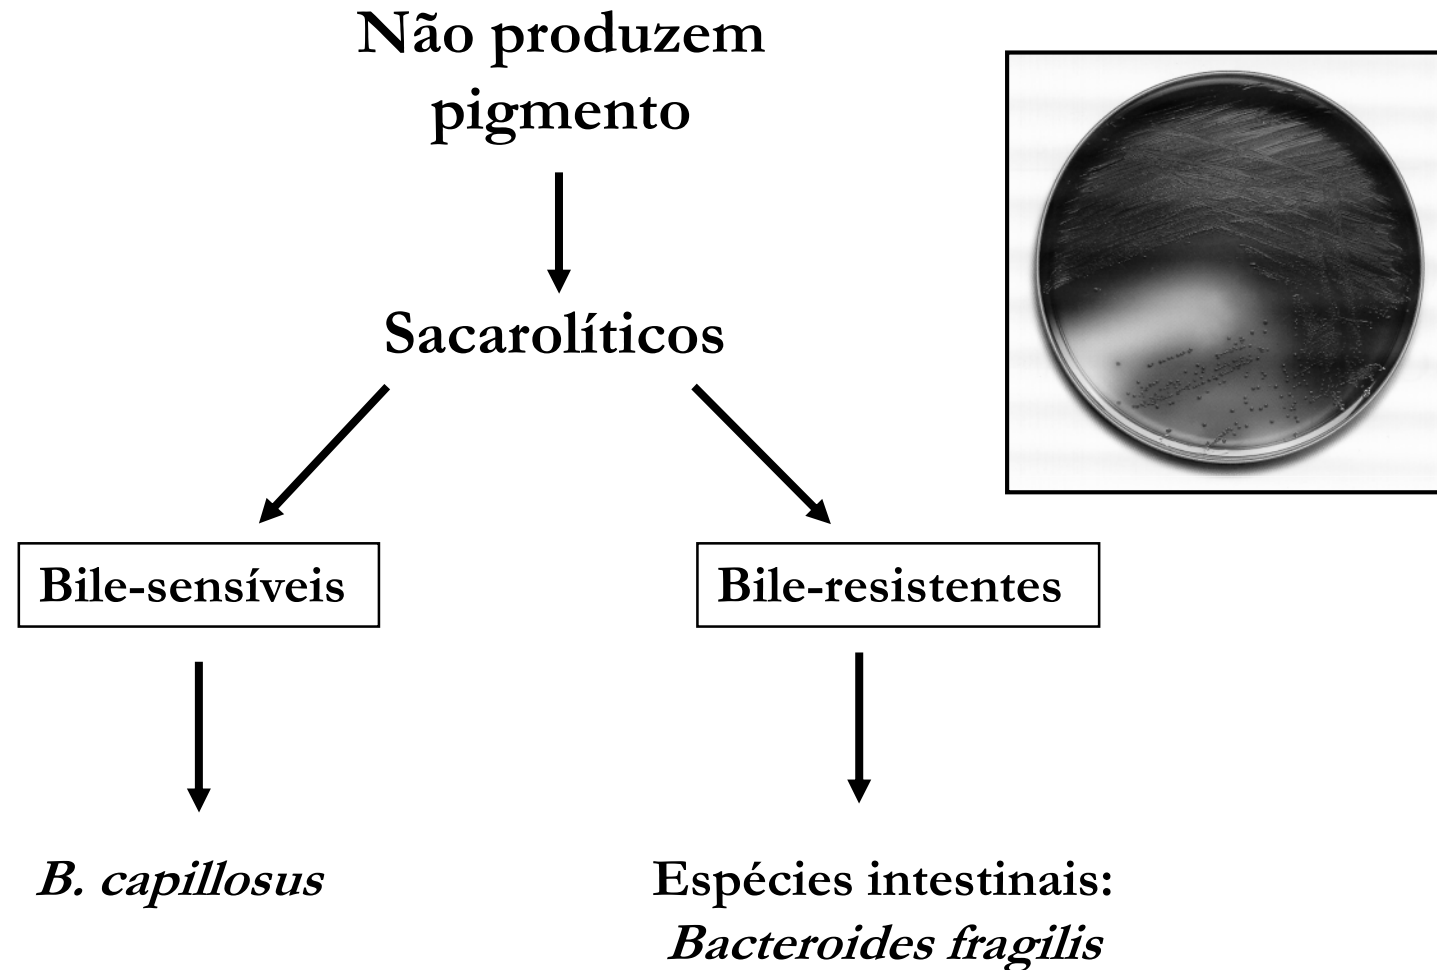 Não produzem
pigmento
Sacarolíticos
Bile-sensíveis
Bile-resistentes
B. capillosus
Espécies intestinais:
Bacteroides fragilis